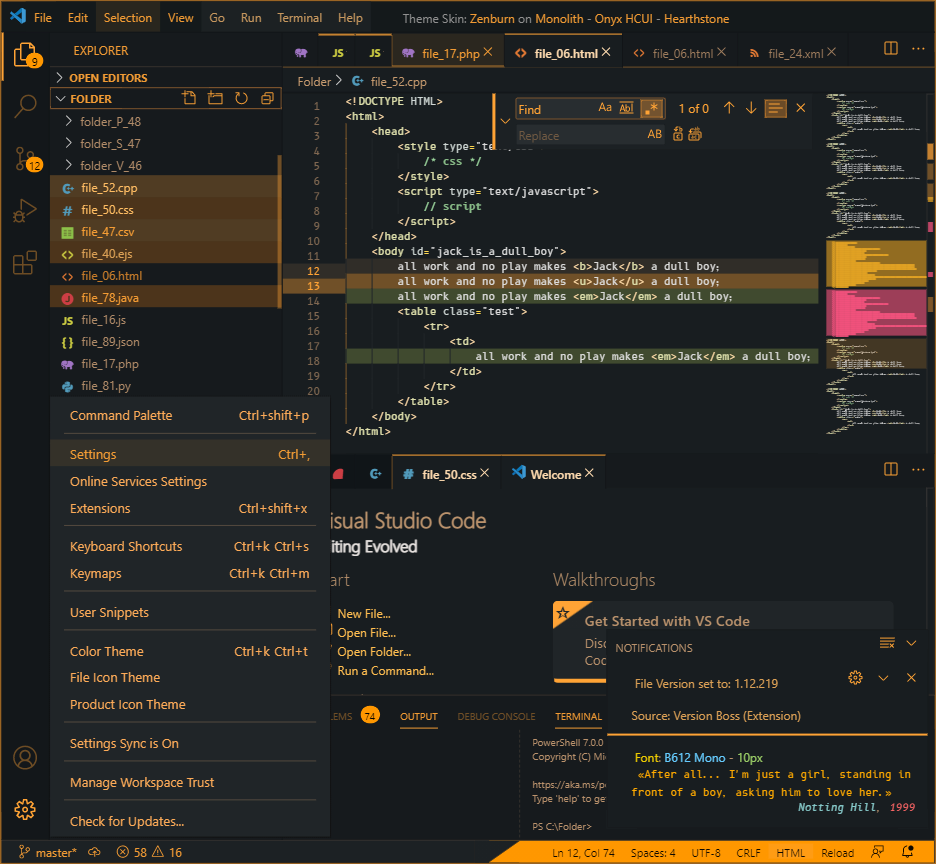 File Edit Selection View Go Run Terminal Help Theme Skin: Zenburn on Monolith - Onyx HCUI - Hearthstone
9
12
EXPLORER
OPEN EDITORS
FOLDER
folder_P_48
folder_S_47
folder_V_46
file_52.cpp
file_50.css
file_47.csv
file_40.ejs
file_06.html
file_78.java
file_16.js
file_89.json
file_17.php
file_81.py
JS JS file_17.php file_06.html file_06.html file_24.xml
Folder file_52.cpp
Find Aa Abl .* 1 of 0
Replace AB
1 <!DOCTYPE HTML>
2 <html>
3 <head>
4 <style type="text/
5 /* css */
6 </style>
7 <script type="text/javascript">
8 // script
9 </script>
10 </head>
11 <body id="jack_is_a_dull_boy">
12 all work and no play makes <b>Jack</b> a dull boy;
13 all work and no play makes <u>Jack</u> a dull boy;
14 all work and no play makes <em>Jack</em> a dull boy;
15 <table class="test">
16 <tr>
17 <td>
18 all work and no play makes <em>Jack</em> a dull boy;
19 </td>
20 </tr>
</table>
</body>
</html>
Command Palette Ctrl+shift+p
Settings Ctrl+,
Online Services Settings
Extensions Ctrl+shift+x
Keyboard Shortcuts Ctrl+k Ctrl+s
Keymaps Ctrl+k Ctrl+m
User Snippets
Color Theme Ctrl+k Ctrl+t
File Icon Theme
Product Icon Theme
Settings Sync is On
Manage Workspace Trust
Check for Updates...
file_50.css Welcome
isual Studio Code
iting Evolved
art
New File...
Open File...
Open Folder...
Run a Command...
Walkthroughs
Get Started with VS Code
Disc
Coc
LEMS 74 OUTPUT DEBUG CONSOLE TERMINAL
PowerShell 7.0.0
Copyright (C) Mi
https://aka.ms/p
Type 'help' to get
PS C:\Folder>
NOTIFICATIONS
File Version set to: 1.12.219
Source: Version Boss (Extension)
Font: B612 Mono - 10px
«After all... I'm just a girl, standing in
front of a boy, asking him to love her.»
Notting Hill, 1999
master* 58 16 Ln 12, Col 74 Spaces: 4 UTF-8 CRLF HTML Reload